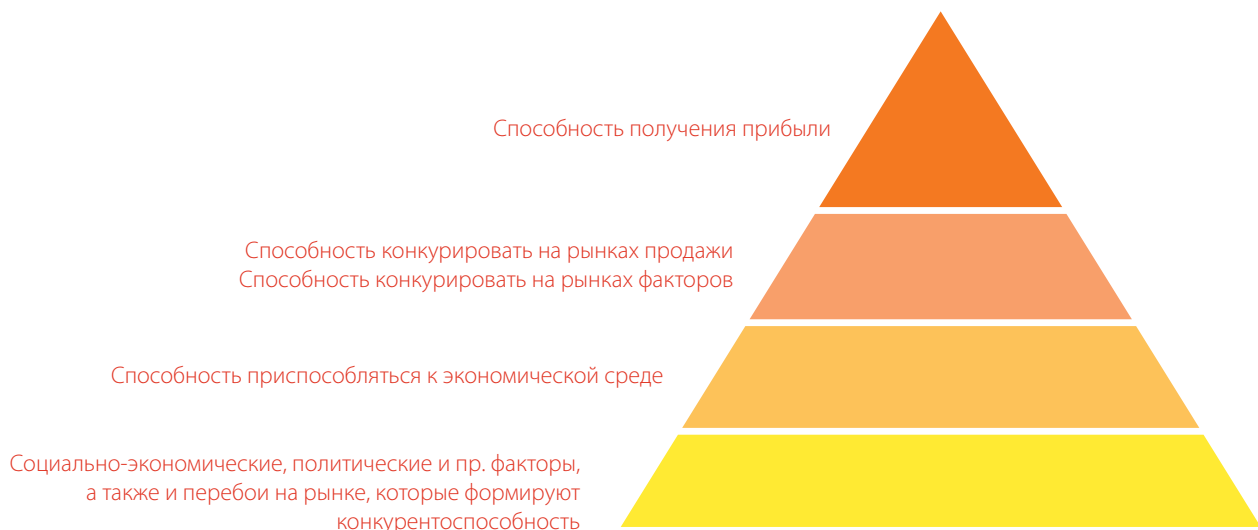 Способность получения прибыли
Способность конкурировать на рынках продажи
Способность конкурировать на рынках факторов
Способность приспособляться к экономической среде
Социально-экономические, политические и пр. факторы,
а также и перебои на рынке, которые формируют
конкурентоспособность